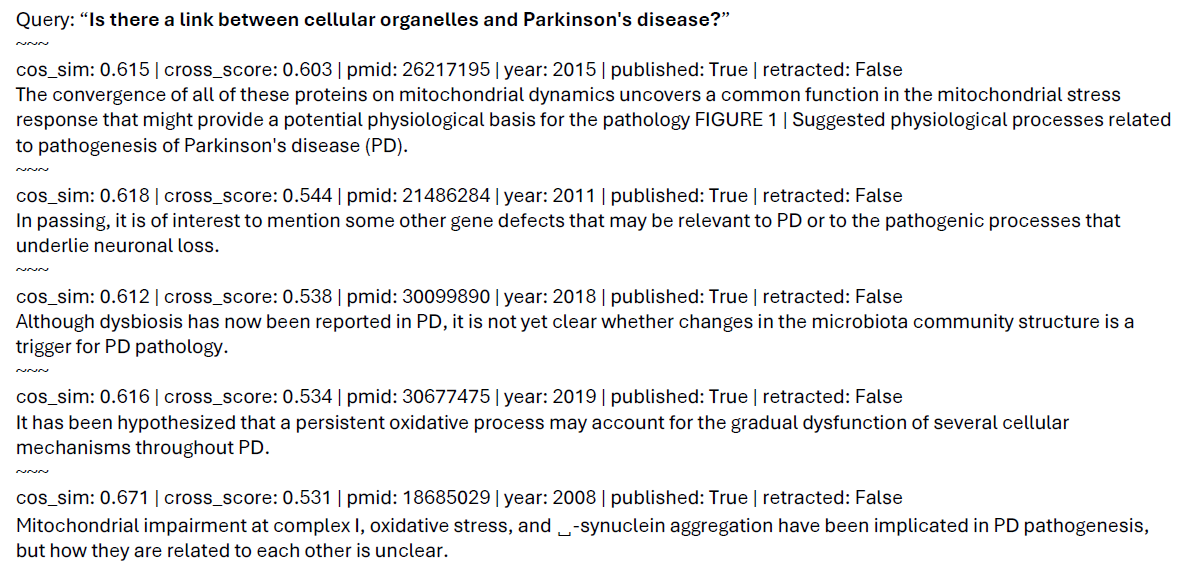 Query: “Is there a link between cellular organelles and Parkinson's disease?”
~~~
cos_sim: 0.615 | cross_score: 0.603 | pmid: 26217195 | year: 2015 | published: True | retracted: False
The convergence of all of these proteins on mitochondrial dynamics uncovers a common function in the mitochondrial stress
response that might provide a potential physiological basis for the pathology FIGURE 1 | Suggested physiological processes related
to pathogenesis of Parkinson's disease (PD).
~~~
cos_sim: 0.618 | cross_score: 0.544 | pmid: 21486284 | year: 2011 | published: True | retracted: False
In passing, it is of interest to mention some other gene defects that may be relevant to PD or to the pathogenic processes that
underlie neuronal loss.
~~~
cos_sim: 0.612 | cross_score: 0.538 | pmid: 30099890 | year: 2018 | published: True | retracted: False
Although dysbiosis has now been reported in PD, it is not yet clear whether changes in the microbiota community structure is a
trigger for PD pathology.
~~~
cos_sim: 0.616 | cross_score: 0.534 | pmid: 30677475 | year: 2019 | published: True | retracted: False
It has been hypothesized that a persistent oxidative process may account for the gradual dysfunction of several cellular
mechanisms throughout PD.
~~~
cos_sim: 0.671 | cross_score: 0.531 | pmid: 18685029 | year: 2008 | published: True | retracted: False
Mitochondrial impairment at complex I, oxidative stress, and ␣-synuclein aggregation have been implicated in PD pathogenesis,
but how they are related to each other is unclear.